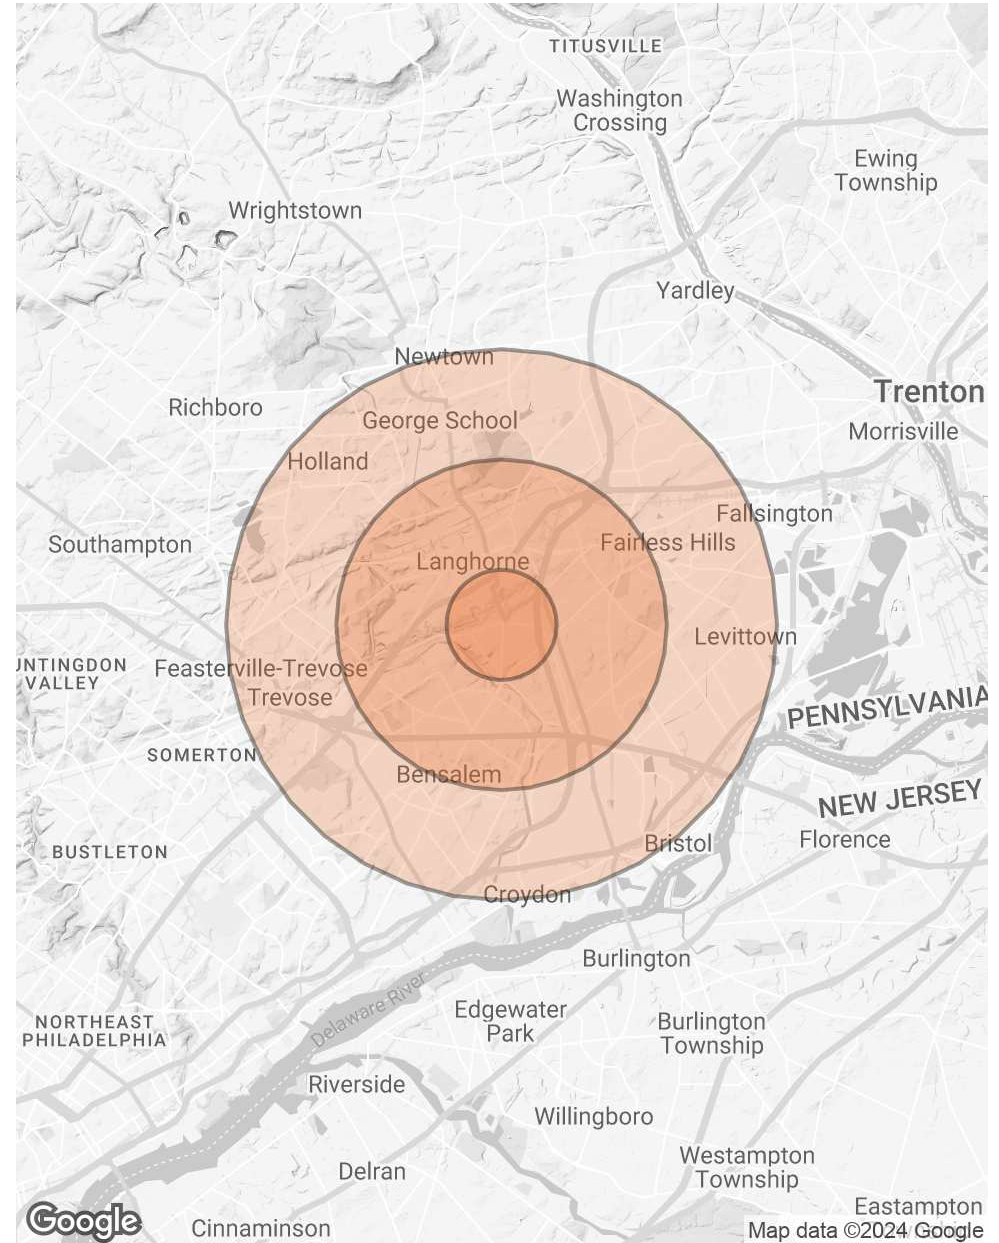 TITUSVILLE
Washington
Crossing
Ewing
Township
Wrightstown
Yardley
Newtown
Trenton
Richboro
George School
Morrisville
Holland
Fallsington
Southampton
Fairless Hills
Langhorne
Levittown
UNTINGDON
VALLEY
Feasterville-Trevose
Trevose
PENNSYLVANIA
SOMERTON
Bensalem
NEW JERSEY
Bristol
Florence
BUSTLETON
Croydon
Burlington
Delaware River
Edgewater
Park
NORTHEAST
PHILADELPHIA
Burlington
Township
Riverside
Willingboro
Westampton
Township
Delran
Eastampton
Google
Cinnaminson
Map data ©2024 Google